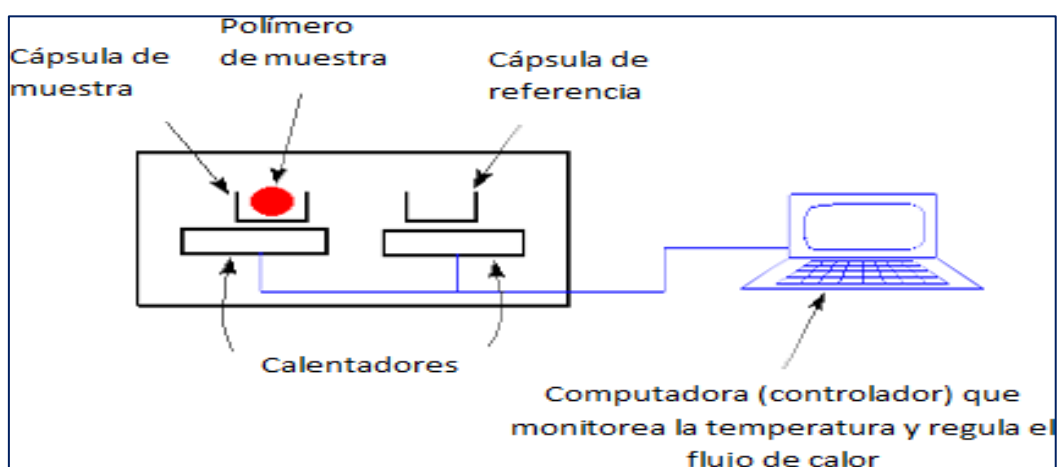 Polímero
de muestra
Cápsula de
muestra
Cápsula de
referencia
Calentadores
Computadora (controlador) que
monitorea la temperatura y regula el
flujo de calor